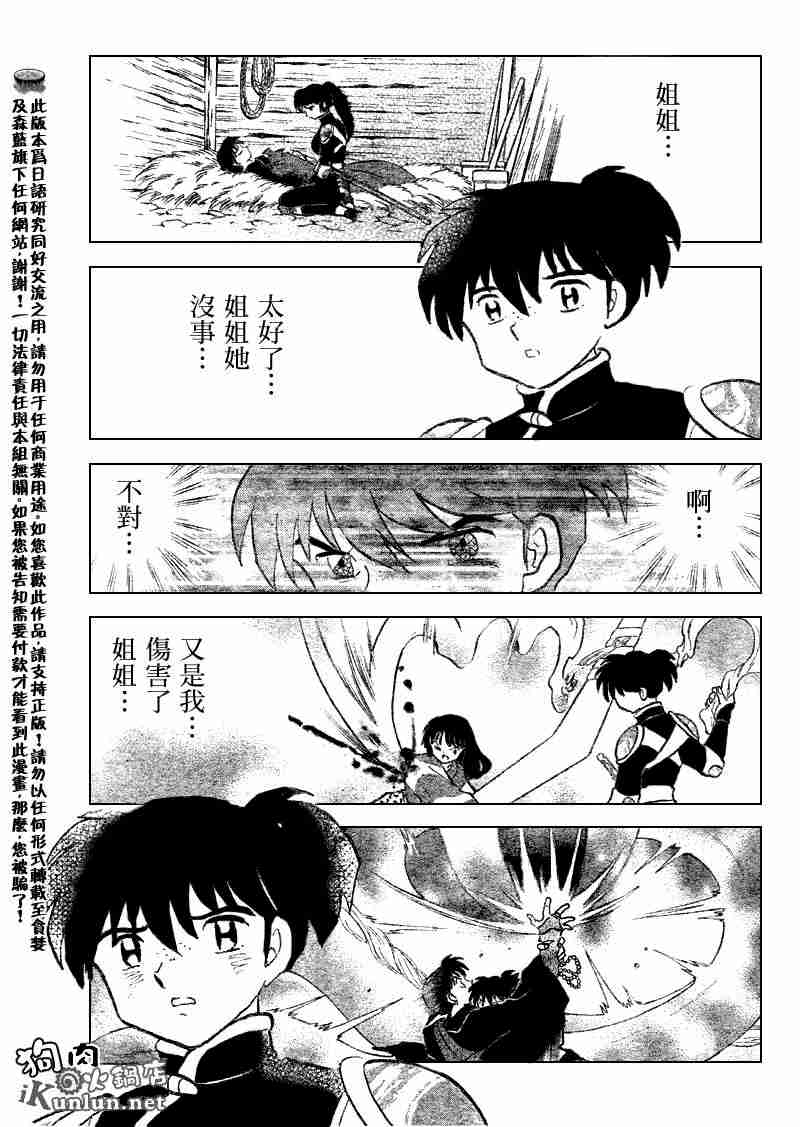 姐姐…
太好了…
姐姐她
沒事…
啊…
不對…
又是我…
傷害了
姐姐…
此版本爲日語研究同好交流之用，請勿用于任何商業用途。如您喜歡此作品，請支持正版！請勿以任何形式轉載至貪婪
及森藍旗下任何網站，謝謝！一切法律責任與本組無關。如果您被告知需要付款才能看到此漫畫，那麽，您被騙了！
狗肉
火鍋店
iKunlun.net